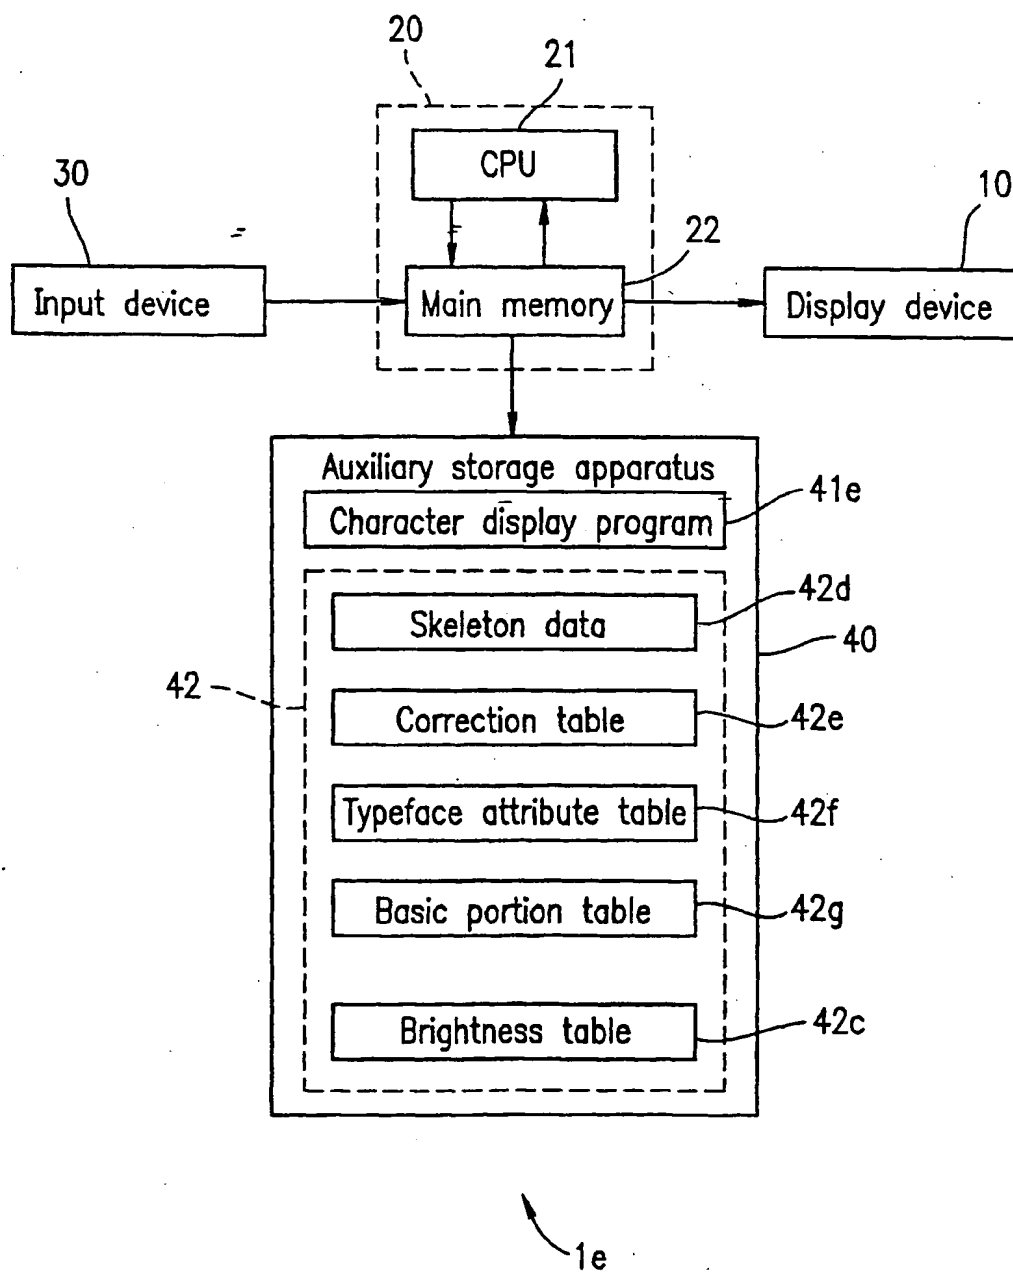 20
21
CPU
30
10
22
Input device
Main memory
Display device
Auxiliary storage apparatus
41e
Character display program
42d
Skeleton data
40
42
Correction table
42e
Typeface attribute table
42f
Basic portion table
42g
Brightness table
42c
1e